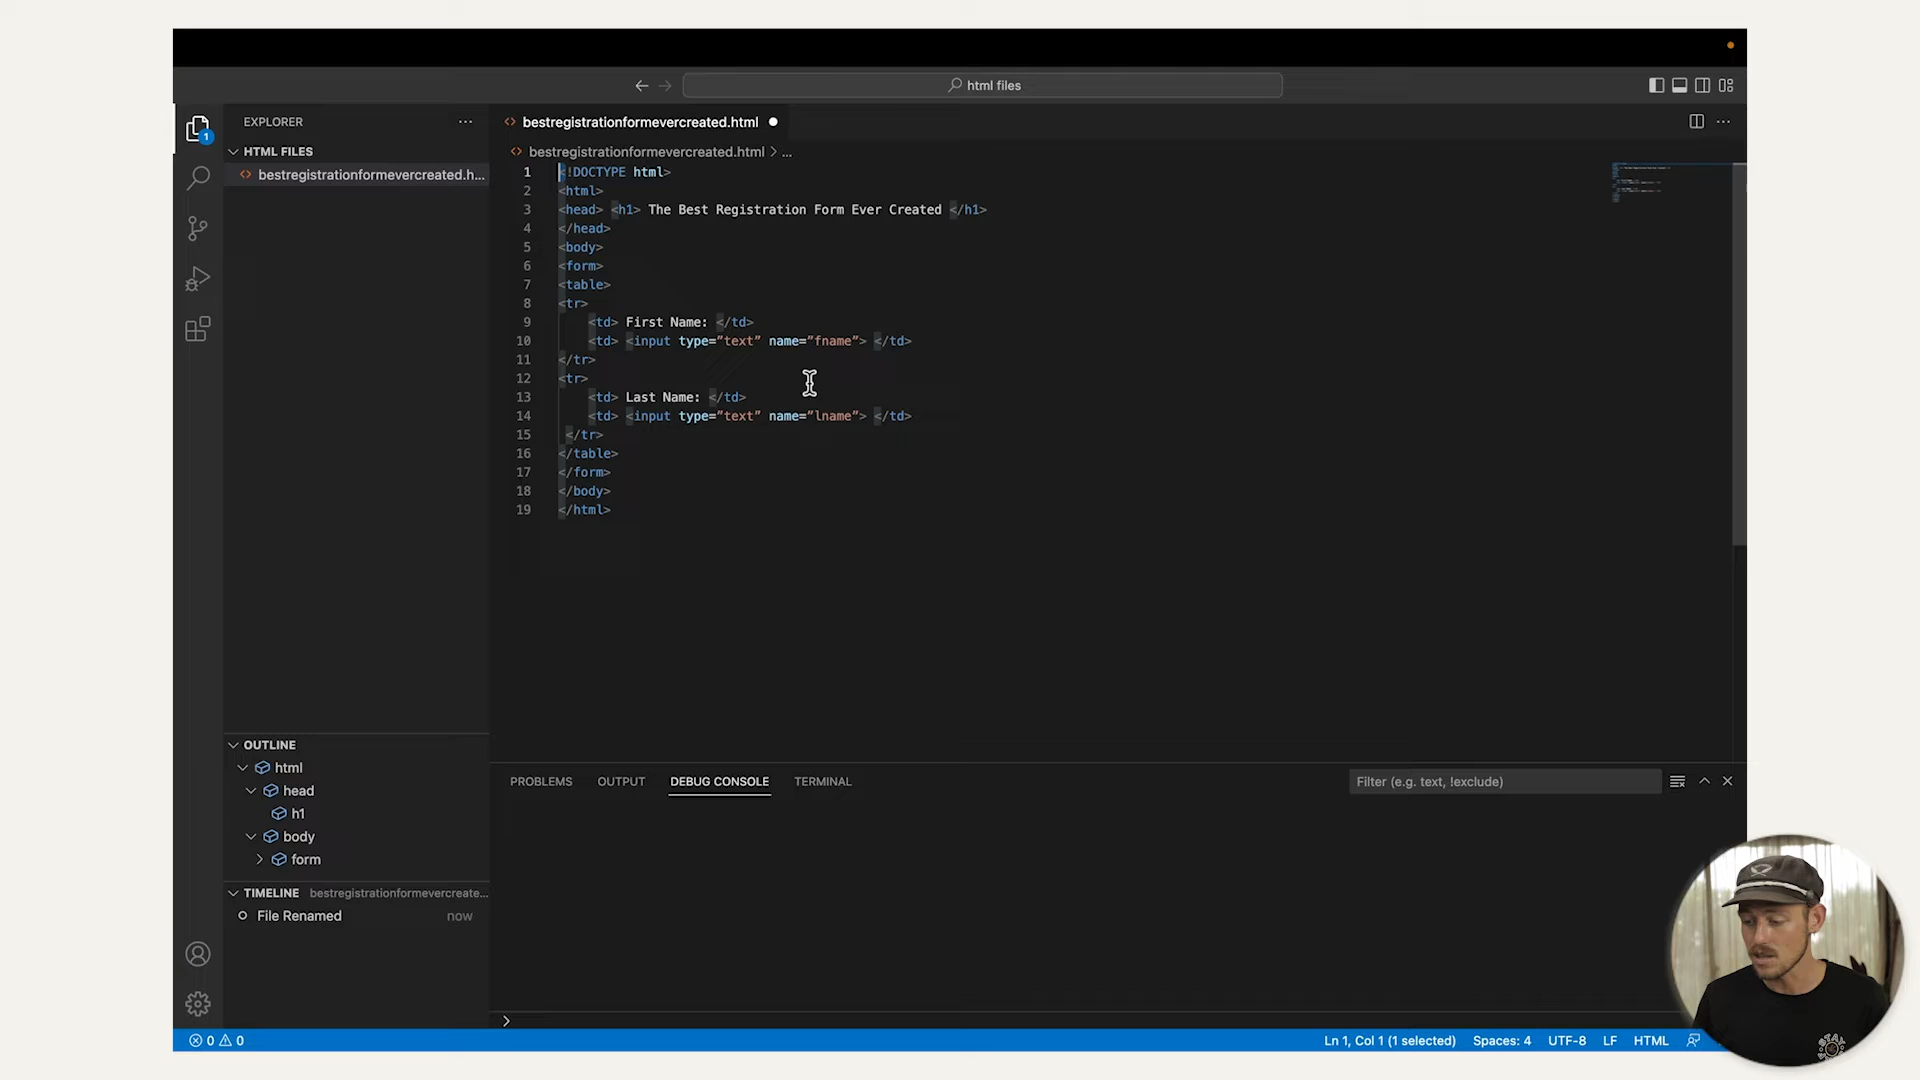 html files
EXPLORER
HTML FILES
bestregistrationformevercreated.h...
1
bestregistrationformevercreated.html
bestregistrationformevercreated.html > ...
1 <!DOCTYPE html>
2 <html>
3 <head> <h1> The Best Registration Form Ever Created </h1>
4 </head>
5 <body>
6 <form>
7 <table>
8 <tr>
9 <td> First Name: </td>
10 <td> <input type=”text” name=”fname”> </td>
11 </tr>
12 <tr>
13 <td> Last Name: </td>
14 <td> <input type=”text” name=”lname”> </td>
15 </tr>
16 </table>
17 </form>
18 </body>
19 </html>
OUTLINE
html
head
h1
body
form
TIMELINE bestregistrationformevercreate...
File Renamed now
PROBLEMS OUTPUT DEBUG CONSOLE TERMINAL
Filter (e.g. text, !exclude)
0 0
Ln 1, Col 1 (1 selected) Spaces: 4 UTF-8 LF HTML
STAY